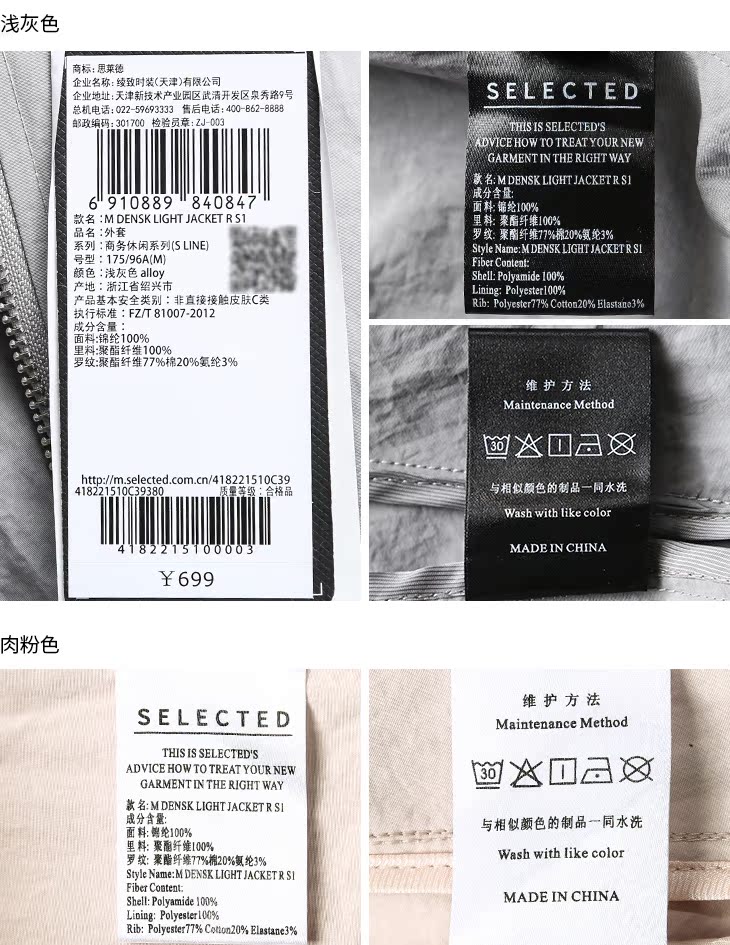 浅灰色
商标：思莱德
企业名称：绫致时装(天津)有限公司
企业地址：天津新技术产业园区武清开发区泉秀路9号
总机电话：022-59693333 售后电话：400-862-8888
邮政编码：301700 检验员章：ZJ-003
6 910889 840847
款名：M DENSK LIGHT JACKET R S1
品名：外套
系列：商务休闲系列(S LINE)
号型：175/96A(M)
颜色：浅灰色 alloy
产地：浙江省绍兴市
产品基本安全类别：非直接接触皮肤C类
执行标准：FZ/T 81007-2012
成分含量：
面料:锦纶100%
里料:聚酯纤维100%
罗纹:聚酯纤维77%棉20%氨纶3%
http://m.selected.com.cn/418221510C39
418221510C39380 质量等级：合格品
4182215100003
￥699
SELECTED
THIS IS SELECTED'S
ADVICE HOW TO TREAT YOUR NEW
GARMENT IN THE RIGHT WAY
款名: M DENSK LIGHT JACKET R S1
成分含量:
面料: 锦纶100%
里料: 聚酯纤维100%
罗纹: 聚酯纤维77%棉20%氨纶3%
Style Name: M DENSK LIGHT JACKET R S1
Fiber Content:
Shell: Polyamide 100%
Lining: Polyester100%
Rib: Polyester77% Cotton20% Elastane3%
维护方法
Maintenance Method
30
与相似颜色的制品一同水洗
Wash with like color
MADE IN CHINA
肉粉色
SELECTED
THIS IS SELECTED'S
ADVICE HOW TO TREAT YOUR NEW
GARMENT IN THE RIGHT WAY
款名: M DENSK LIGHT JACKET R S1
成分含量:
面料: 锦纶100%
里料: 聚酯纤维100%
罗纹: 聚酯纤维77%棉20%氨纶3%
Style Name: M DENSK LIGHT JACKET R S1
Fiber Content:
Shell: Polyamide 100%
Lining: Polyester100%
Rib: Polyester77% Cotton20% Elastane3%
维护方法
Maintenance Method
30
与相似颜色的制品一同水洗
Wash with like color
MADE IN CHINA